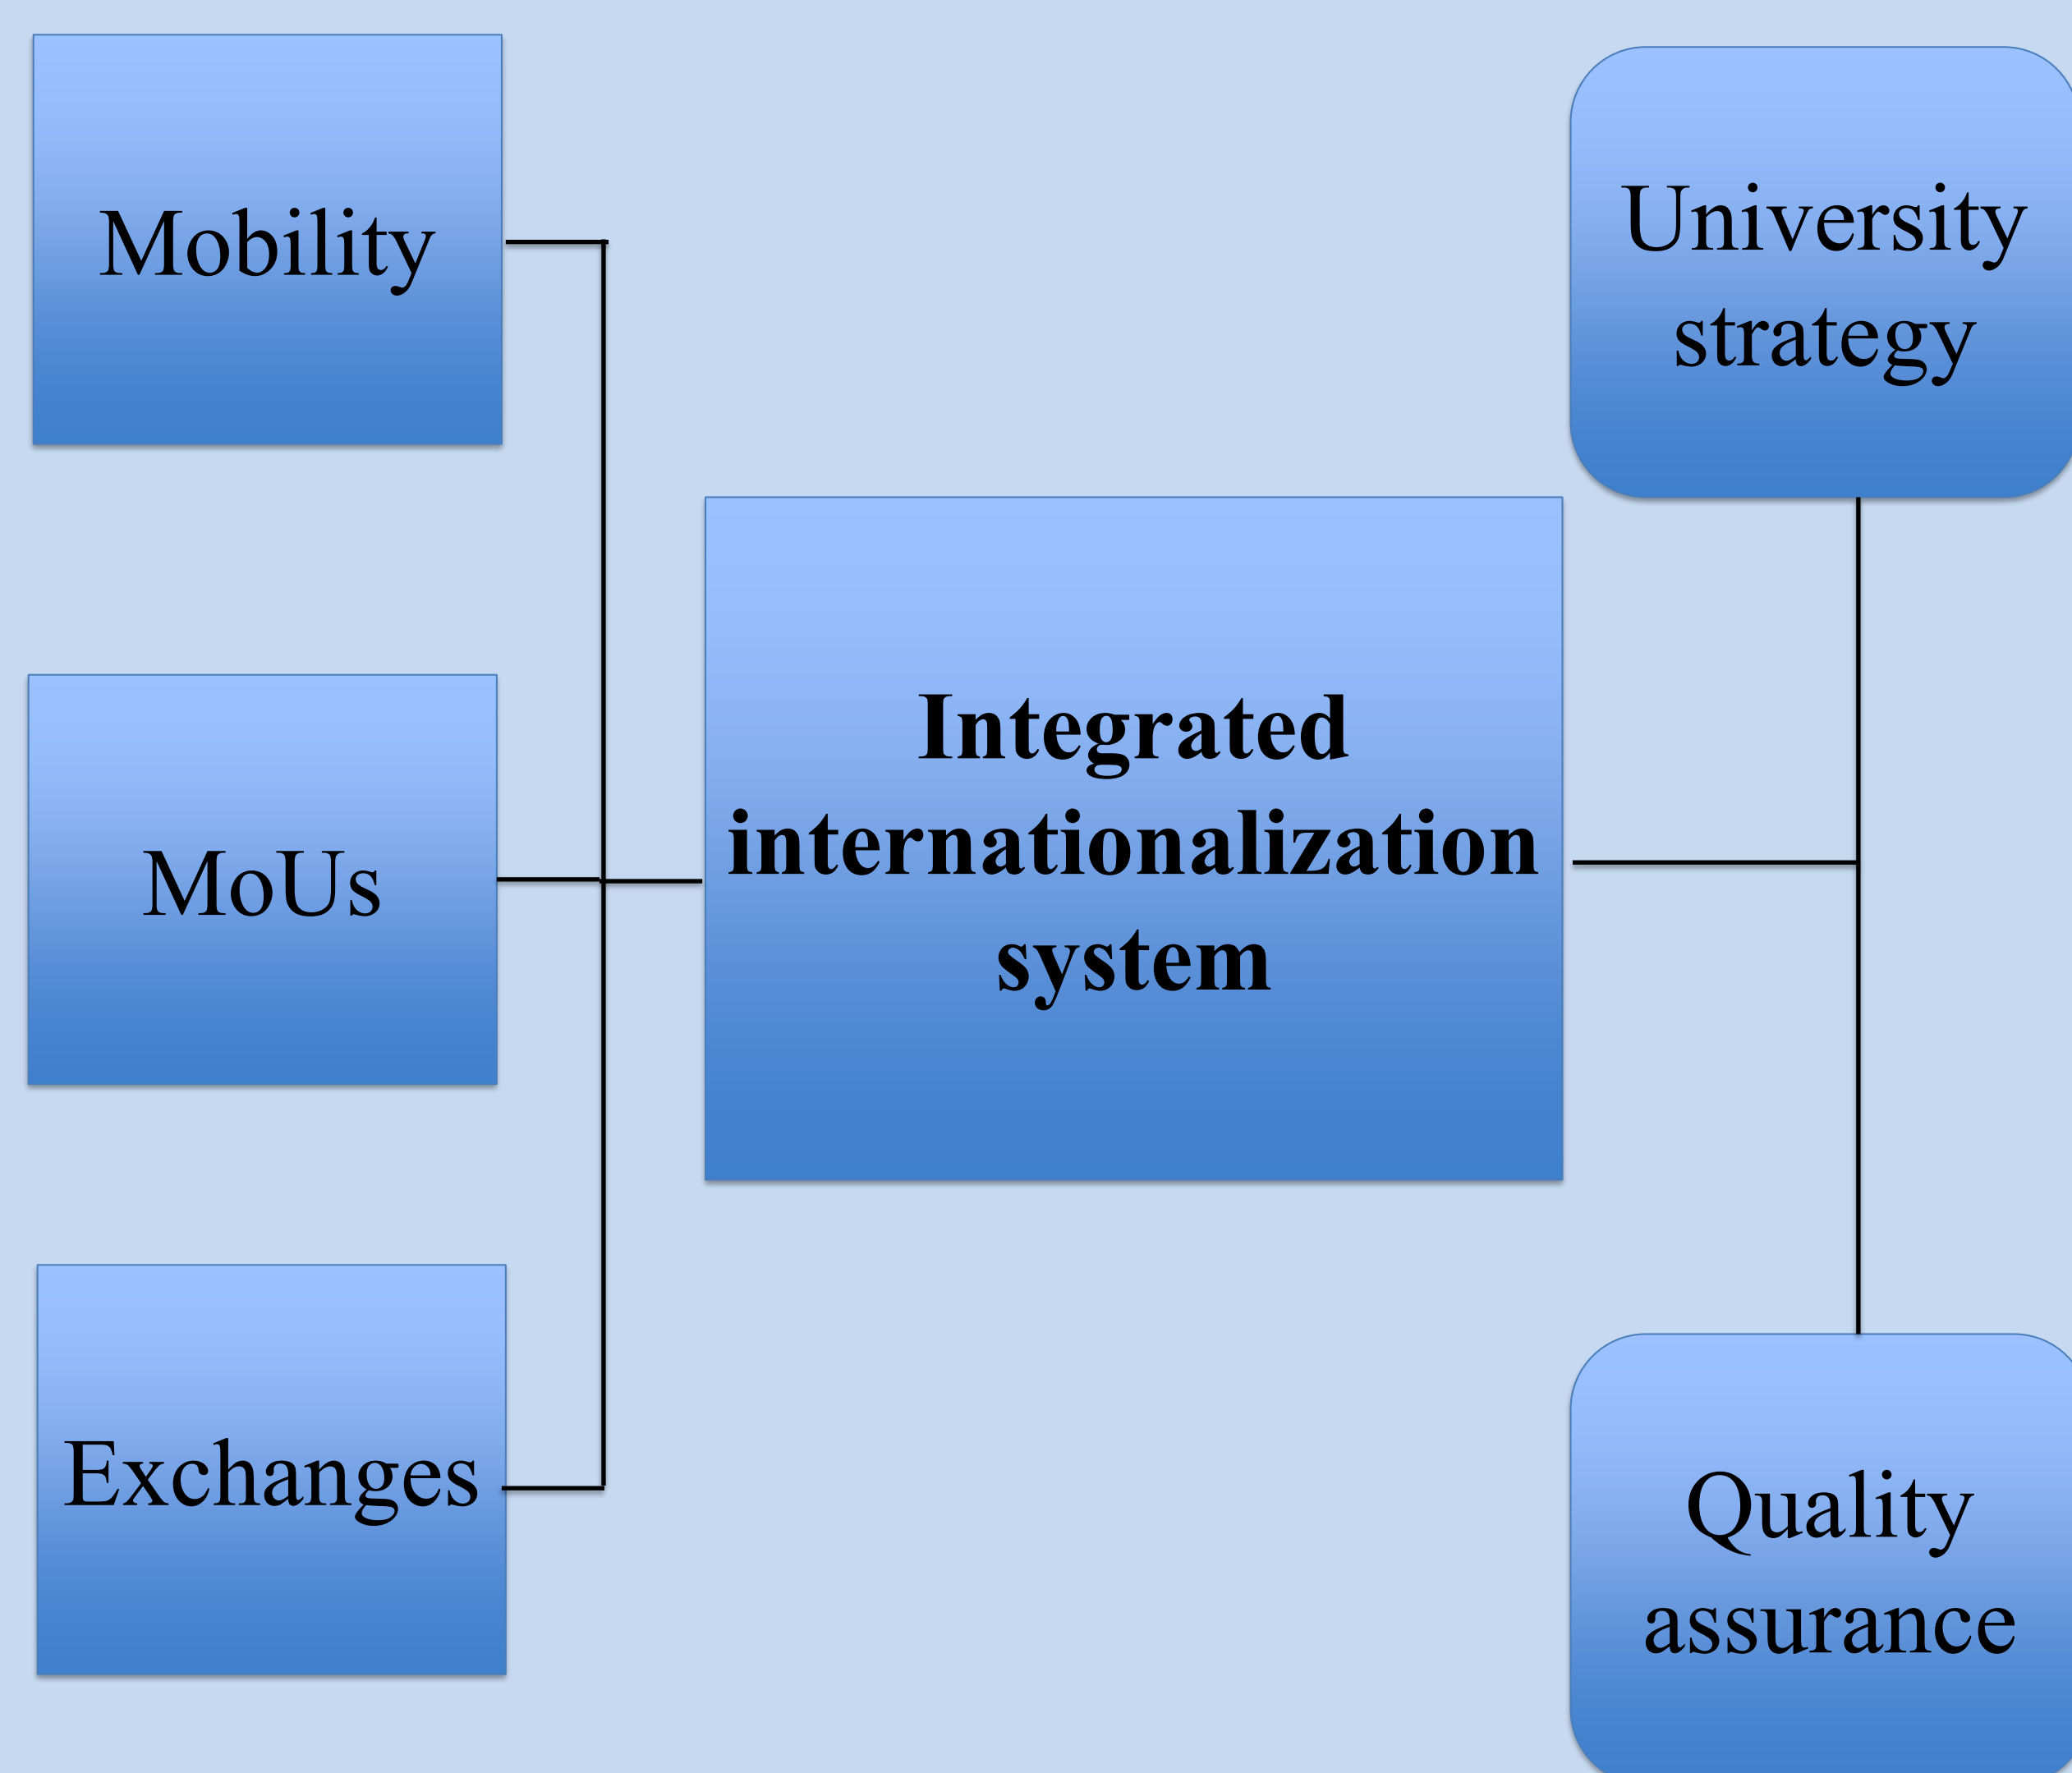 Mobility
MoUs
Exchanges
Integrated
internationalization
system
University
strategy
Quality
assurance